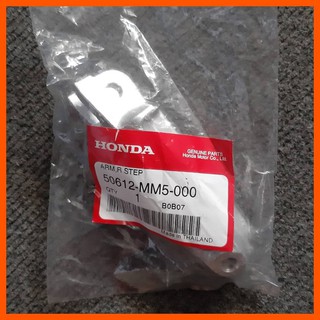 HONDA
GENUINE PARTS
Honda Motor Co., Ltd.
ARM,R STEP
50612-MM5-000
QTY
1
B0B07
MADE IN THAILAND